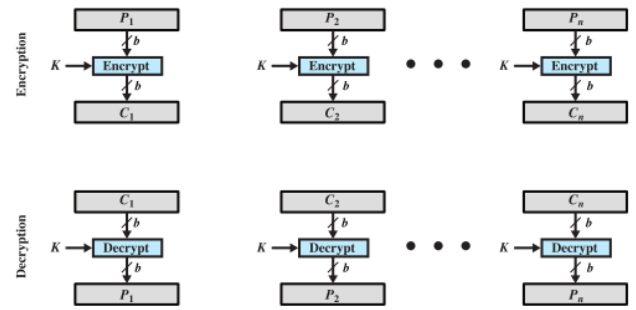 Encryption
P1 P2 Pn
b b b
K Encrypt K Encrypt K Encrypt
b b b
C1 C2 Cn
Decryption
C1 C2 Cn
b b b
K Decrypt K Decrypt K Decrypt
b b b
P1 P2 Pn